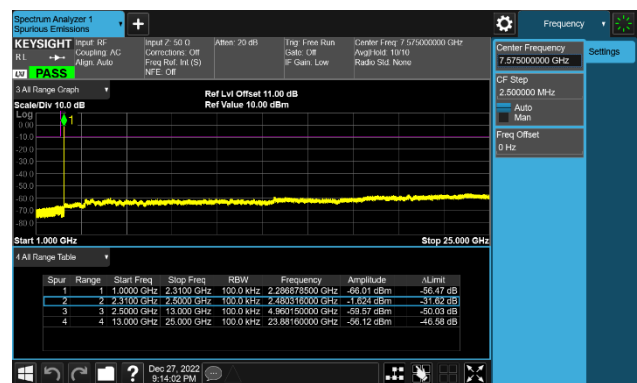 Spectrum Analyzer 1
Spurious Emissions
Frequency
KEYSIGHT
Input: RF
Coupling: AC
Align: Auto
Input Z: 50 Ω
Corrections: Off
Freq Ref: Int (S)
NFE: Off
Atten: 20 dB
Trig: Free Run
Gate: Off
IF Gain: Low
Center Freq: 7.575000000 GHz
Avg|Hold: 10/10
Radio Std: None
R L
LW PASS
Center Frequency
7.575000000 GHz
Settings
CF Step
2.500000 MHz
Auto
Man
Freq Offset
0 Hz
3 All Range Graph
Scale/Div 10.0 dB
Ref Lvl Offset 11.00 dB
Ref Value 10.00 dBm
Log
1
0.00
-10.0
-20.0
-30.0
-40.0
-50.0
-60.0
-70.0
-80.0
Start 1.000 GHz
Stop 25.000 GHz
4 All Range Table
Spur Range Start Freq Stop Freq RBW Frequency Amplitude ΔLimit
1 1 1.0000 GHz 2.3100 GHz 100.0 kHz 2.286878500 GHz -66.01 dBm -56.47 dB
2 2 2.3100 GHz 2.5000 GHz 100.0 kHz 2.480316000 GHz -1.624 dBm -31.62 dB
3 3 2.5000 GHz 13.000 GHz 100.0 kHz 4.960150000 GHz -59.57 dBm -50.03 dB
4 4 13.000 GHz 25.000 GHz 100.0 kHz 23.88160000 GHz -56.12 dBm -46.58 dB
?
Dec 27, 2022
9:14:02 PM